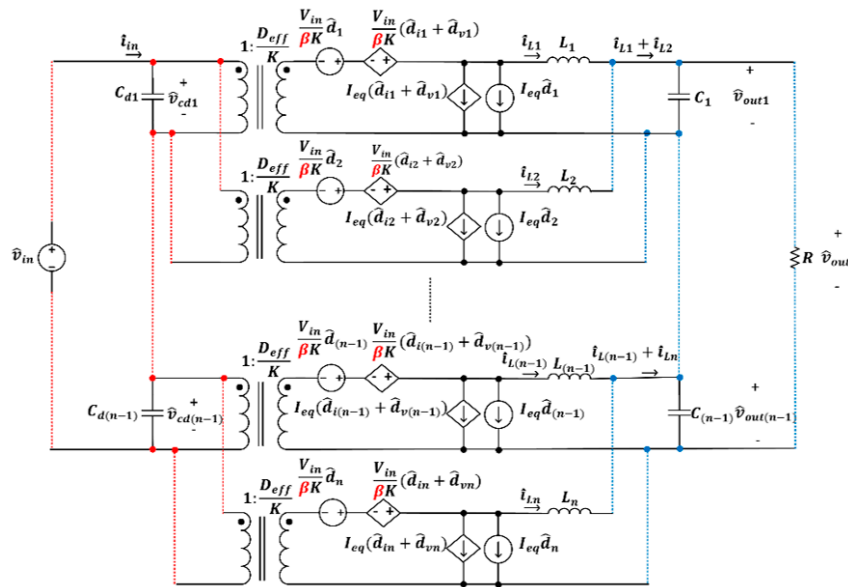 î_in
1:D_eff/K
V_in/βK d̂_1
V_in/βK (d̂_i1 + d̂_v1)
î_L1
L_1
î_L1 + î_L2
C_d1
+
v̂_cd1
-
I_eq(d̂_i1 + d̂_v1)
I_eq d̂_1
C_1
+
v̂_out1
-
1:D_eff/K
V_in/βK d̂_2
V_in/βK (d̂_i2 + d̂_v2)
î_L2
L_2
I_eq(d̂_i2 + d̂_v2)
I_eq d̂_2
v̂_in
R
+
v̂_out
-
1:D_eff/K
V_in/βK d̂_(n-1)
V_in/βK (d̂_i(n-1) + d̂_v(n-1))
î_L(n-1)
L_(n-1)
î_L(n-1) + î_Ln
C_d(n-1)
+
v̂_cd(n-1)
-
I_eq(d̂_i(n-1) + d̂_v(n-1))
I_eq d̂_(n-1)
C_(n-1)
+
v̂_out(n-1)
-
1:D_eff/K
V_in/βK d̂_n
V_in/βK (d̂_in + d̂_vn)
î_Ln
L_n
I_eq(d̂_in + d̂_vn)
I_eq d̂_n